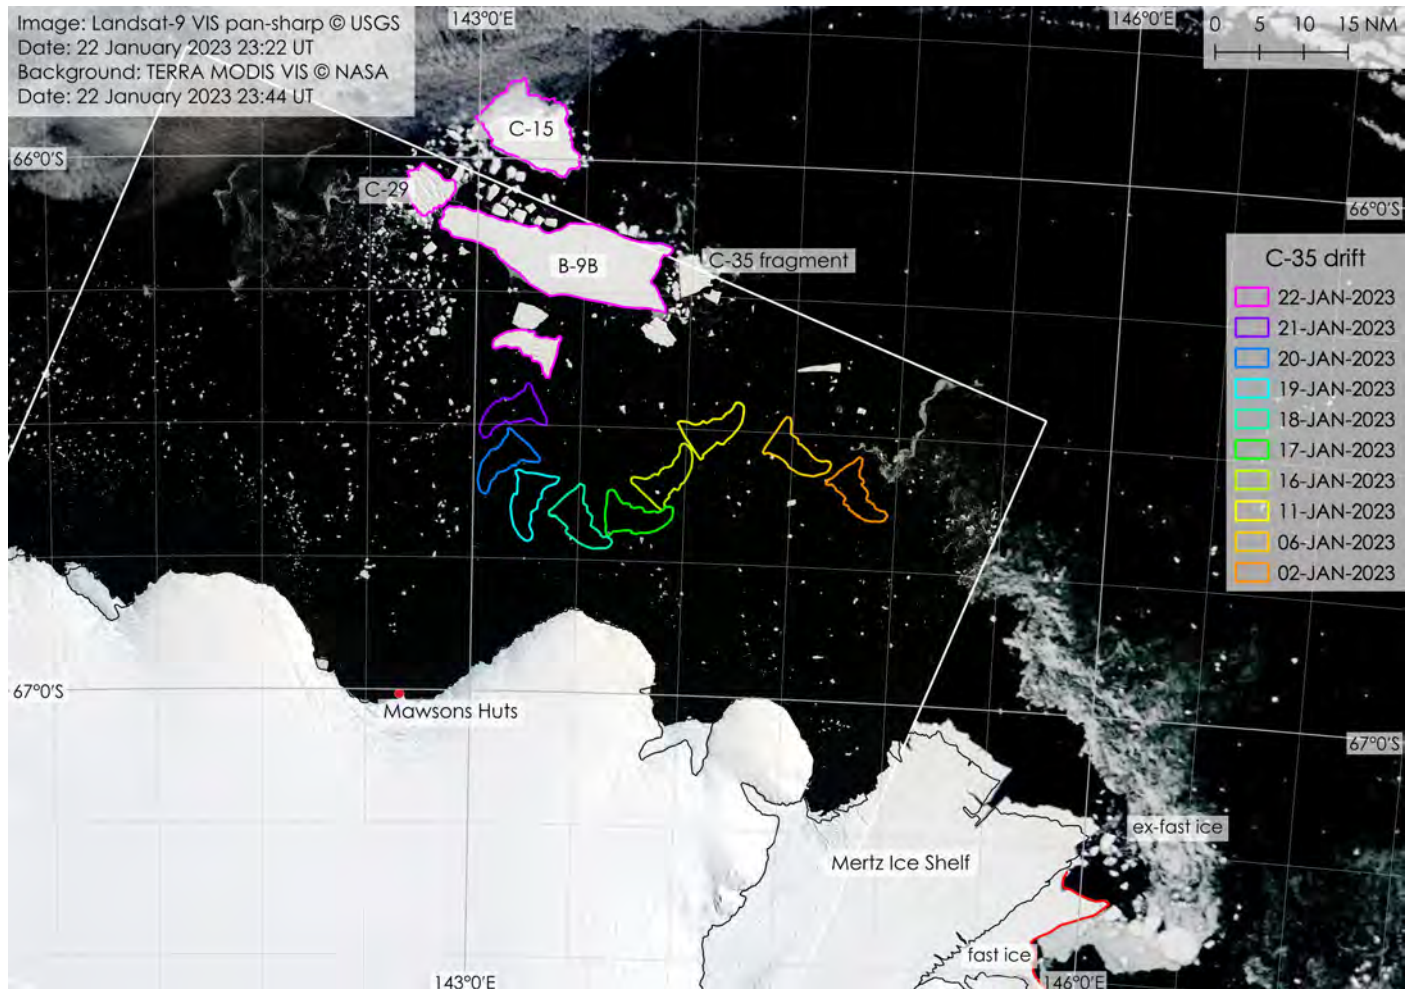 Image: Landsat-9 VIS pan-sharp © USGS
Date: 22 January 2023 23:22 UT
Background: TERRA MODIS VIS © NASA
Date: 22 January 2023 23:44 UT
143°0'E
146°0'E
0 5 10 15 NM
C-15
66°0'S
C-29
66°0'S
B-9B
C-35 fragment
C-35 drift
22-JAN-2023
21-JAN-2023
20-JAN-2023
19-JAN-2023
18-JAN-2023
17-JAN-2023
16-JAN-2023
11-JAN-2023
06-JAN-2023
02-JAN-2023
67°0'S
Mawsons Huts
67°0'S
ex-fast ice
Mertz Ice Shelf
fast ice
143°0'E
146°0'E